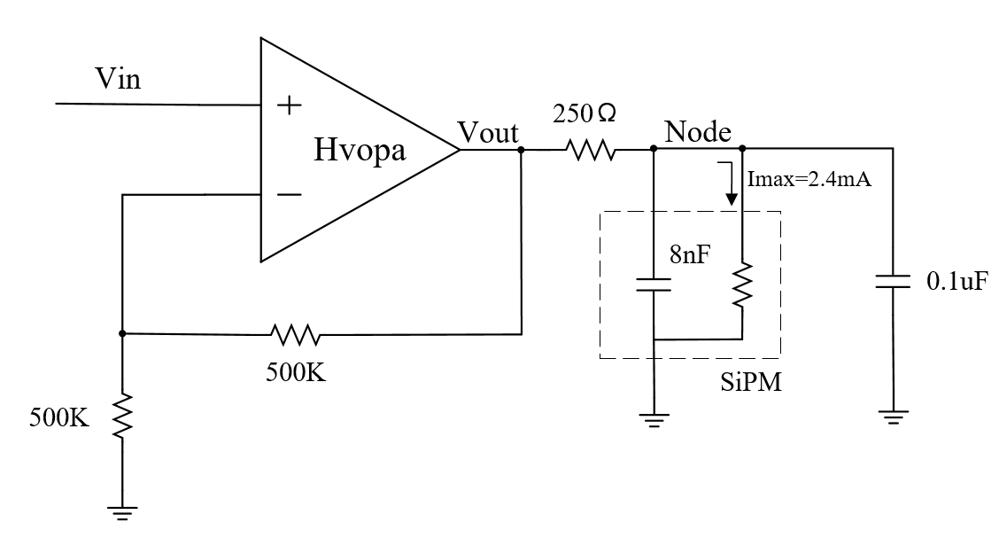 Vin
+
Hvopa
−
Vout
250Ω
Node
Imax=2.4mA
8nF
0.1uF
SiPM
500K
500K